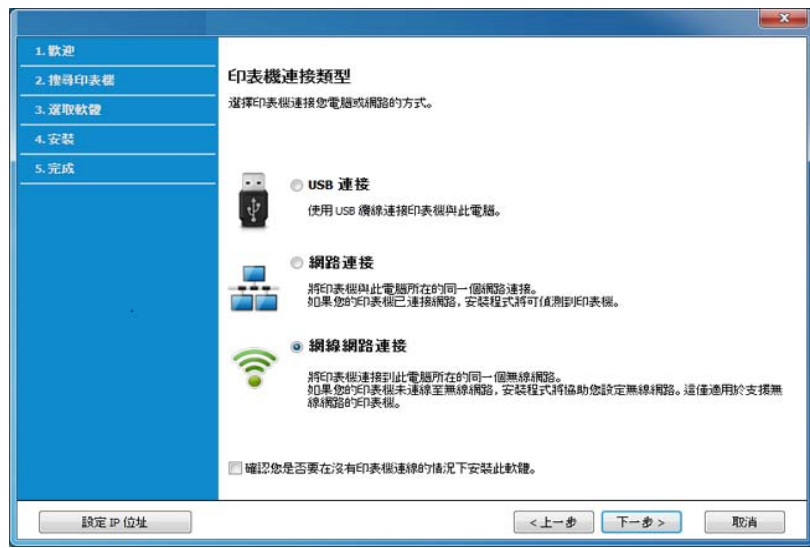 x
1. 歡迎
2. 搜尋印表機
3. 選取軟體
4. 安裝
5. 完成
印表機連接類型
選擇印表機連接您電腦或網路的方式。
USB 連接
使用 USB 纜線連接印表機與此電腦。
網路連接
將印表機與此電腦所在的同一個網路連接。
如果您的印表機已連接網路，安裝程式將可偵測到印表機。
網線網路連接
將印表機連接到此電腦所在的同一個無線網路。
如果您的印表機未連線至無線網路，安裝程式將協助您設定無線網路。這僅適用於支援無
線網路的印表機。
確認您是否要在沒有印表機連線的情況下安裝此軟體。
設定 IP 位址
<上一步
下一步 >
取消